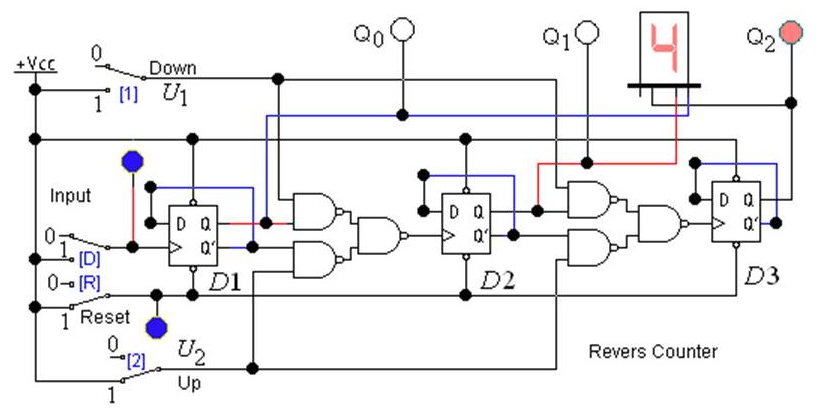 Q0
Q1
4
Q2
+Vcc
0
Down
1
[1]
U1
Input
0
1
[D]
0
[R]
1
Reset
D
Q
Q'
D1
D
Q
Q'
D2
D
Q
Q'
D3
0
[2]
U2
1
Up
Revers Counter